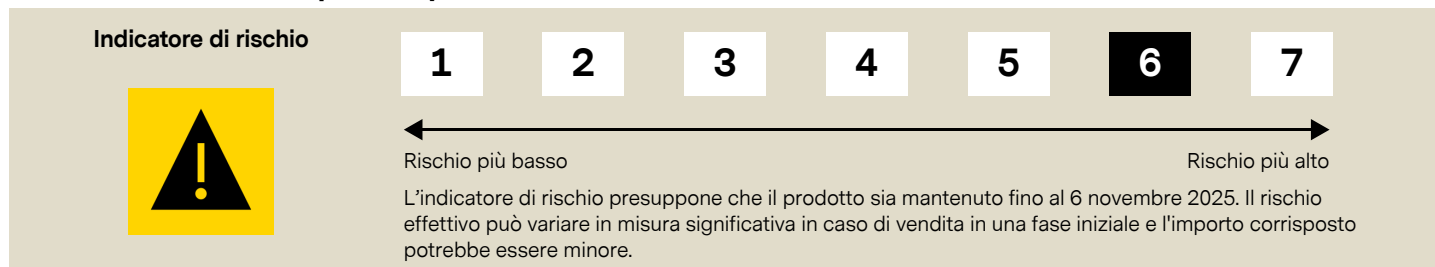 Indicatore di rischio
1 2 3 4 5 6 7
Rischio più basso Rischio più alto
L'indicatore di rischio presuppone che il prodotto sia mantenuto fino al 6 novembre 2025. Il rischio
effettivo può variare in misura significativa in caso di vendita in una fase iniziale e l'importo corrisposto
potrebbe essere minore.